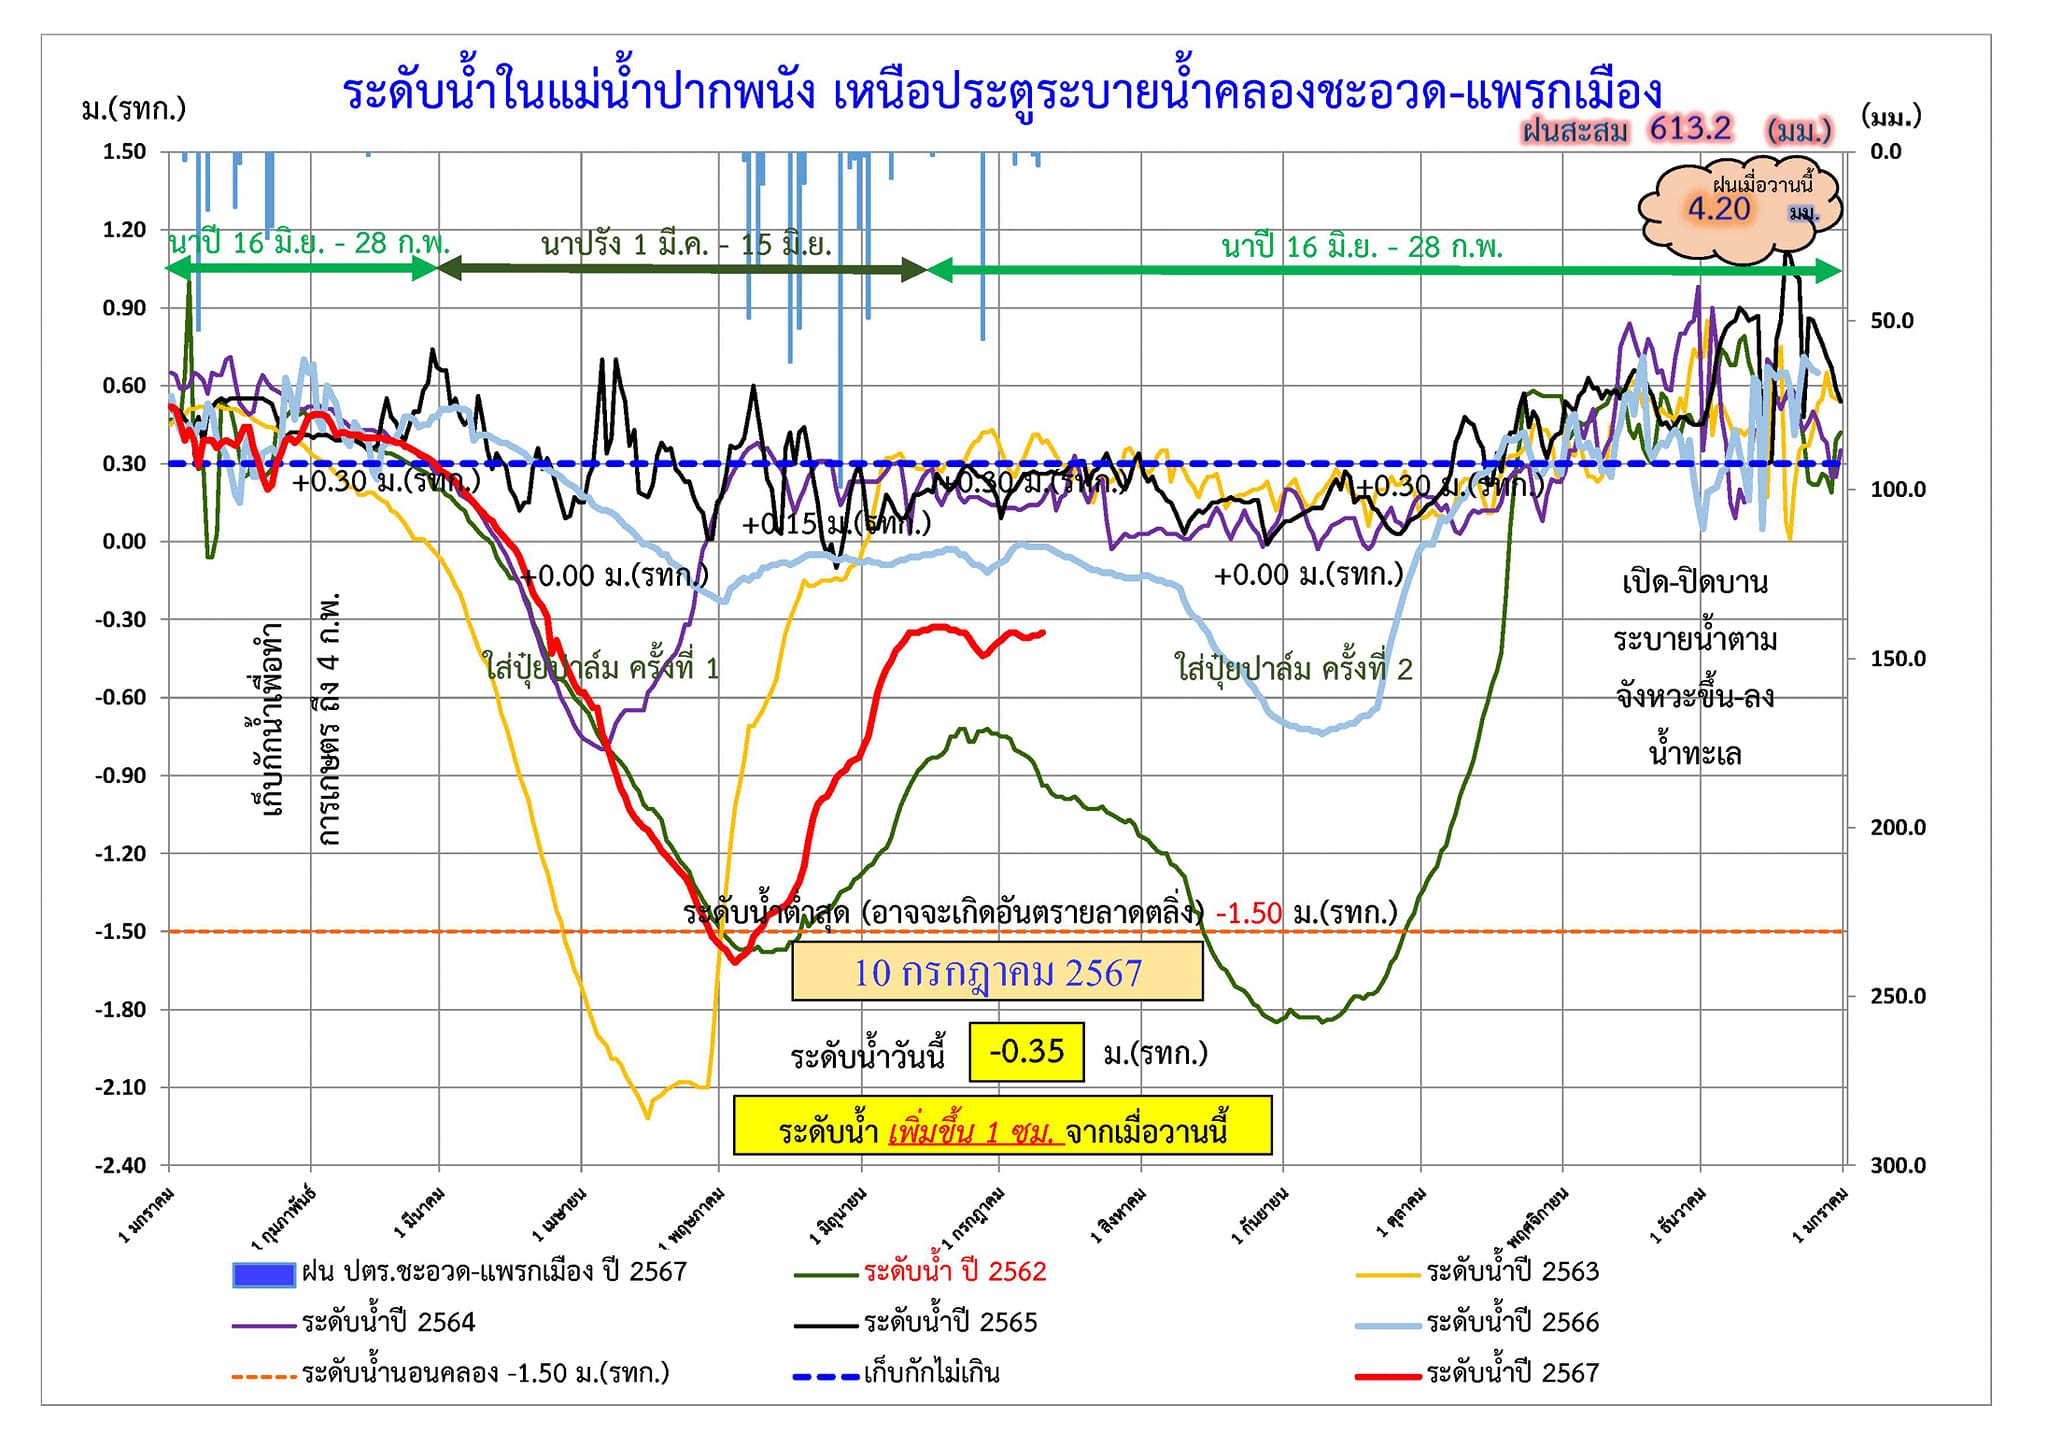 ระดับน้ำในแม่น้ำปากพนัง เหนือประตูระบายน้ำคลองชะอวด-แพรกเมือง
ม.(รทก.)
(มม.)
ฝนสะสม 613.2 (มม.)
ฝนเมื่อวานนี้
4.20 มม.
1.50
1.20
0.90
0.60
0.30
0.00
-0.30
-0.60
-0.90
-1.20
-1.50
-1.80
-2.10
-2.40
0.0
50.0
100.0
150.0
200.0
250.0
300.0
นาปี 16 มิ.ย. - 28 ก.พ.
นาปรัง 1 มี.ค. - 15 มิ.ย.
นาปี 16 มิ.ย. - 28 ก.พ.
+0.30 ม.(รทก.)
+0.00 ม.(รทก.)
+0.15 ม.(รทก.)
+0.30 ม.(รทก.)
+0.00 ม.(รทก.)
+0.30 ม.(รทก.)
เก็บกักน้ำเพื่อทำ
การเกษตร ถึง 4 ก.พ.
ใส่ปุ๋ยปาล์ม ครั้งที่ 1
ใส่ปุ๋ยปาล์ม ครั้งที่ 2
เปิด-ปิดบาน
ระบายน้ำตาม
จังหวะขึ้น-ลง
น้ำทะเล
ระดับน้ำต่ำสุด (อาจจะเกิดอันตรายลาดตลิ่ง) -1.50 ม.(รทก.)
10 กรกฎาคม 2567
ระดับน้ำวันนี้ -0.35 ม.(รทก.)
ระดับน้ำ เพิ่มขึ้น 1 ซม. จากเมื่อวานนี้
1 มกราคม
1 กุมภาพันธ์
1 มีนาคม
1 เมษายน
1 พฤษภาคม
1 มิถุนายน
1 กรกฎาคม
1 สิงหาคม
1 กันยายน
1 ตุลาคม
พฤศจิกายน
1 ธันวาคม
1 มกราคม
ฝน ปตร.ชะอวด-แพรกเมือง ปี 2567
ระดับน้ำ ปี 2562
ระดับน้ำปี 2563
ระดับน้ำปี 2564
ระดับน้ำปี 2565
ระดับน้ำปี 2566
ระดับน้ำนอนคลอง -1.50 ม.(รทก.)
เก็บกักไม่เกิน
ระดับน้ำปี 2567